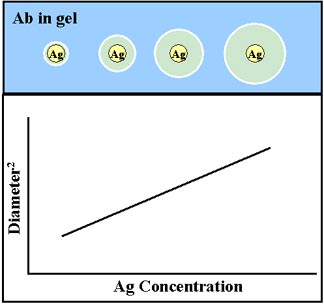 Ab in gel
Ag Ag Ag Ag
Diameter²
Ag Concentration